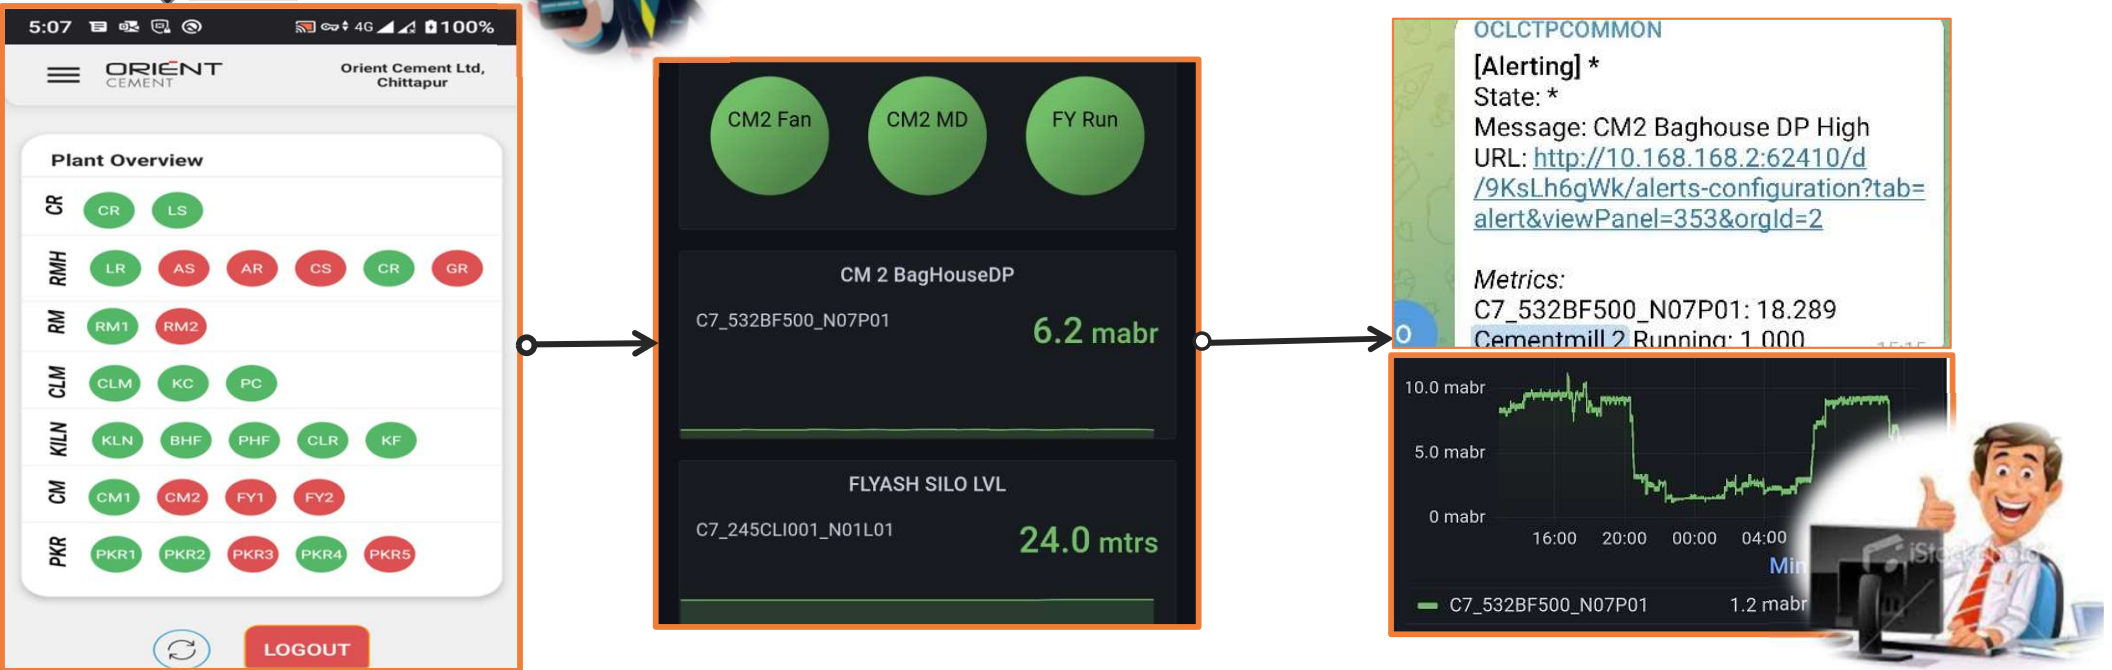 5:07
4G
100%
ORIENT
CEMENT
Orient Cement Ltd,
Chittapur
Plant Overview
CR
CR LS
RMH
LR AS AR CS CR GR
RM
RM1 RM2
CLM
CLM KC PC
KILN
KLN BHF PHF CLR KF
CM
CM1 CM2 FY1 FY2
PKR
PKR1 PKR2 PKR3 PKR4 PKR5
LOGOUT
CM2 Fan CM2 MD FY Run
CM 2 BagHouseDP
C7_532BF500_N07P01
6.2 mabr
FLYASH SILO LVL
C7_245CLI001_N01L01
24.0 mtrs
OCLCTPCOMMON
[Alerting] *
State: *
Message: CM2 Baghouse DP High
URL: http://10.168.168.2:62410/d
/9KsLh6gWk/alerts-configuration?tab=
alert&viewPanel=353&orgId=2
Metrics:
C7_532BF500_N07P01: 18.289
Cementmill 2 Running: 1.000
10.0 mabr
5.0 mabr
0 mabr
16:00 20:00 00:00 04:00
Min
C7_532BF500_N07P01 1.2 mabr